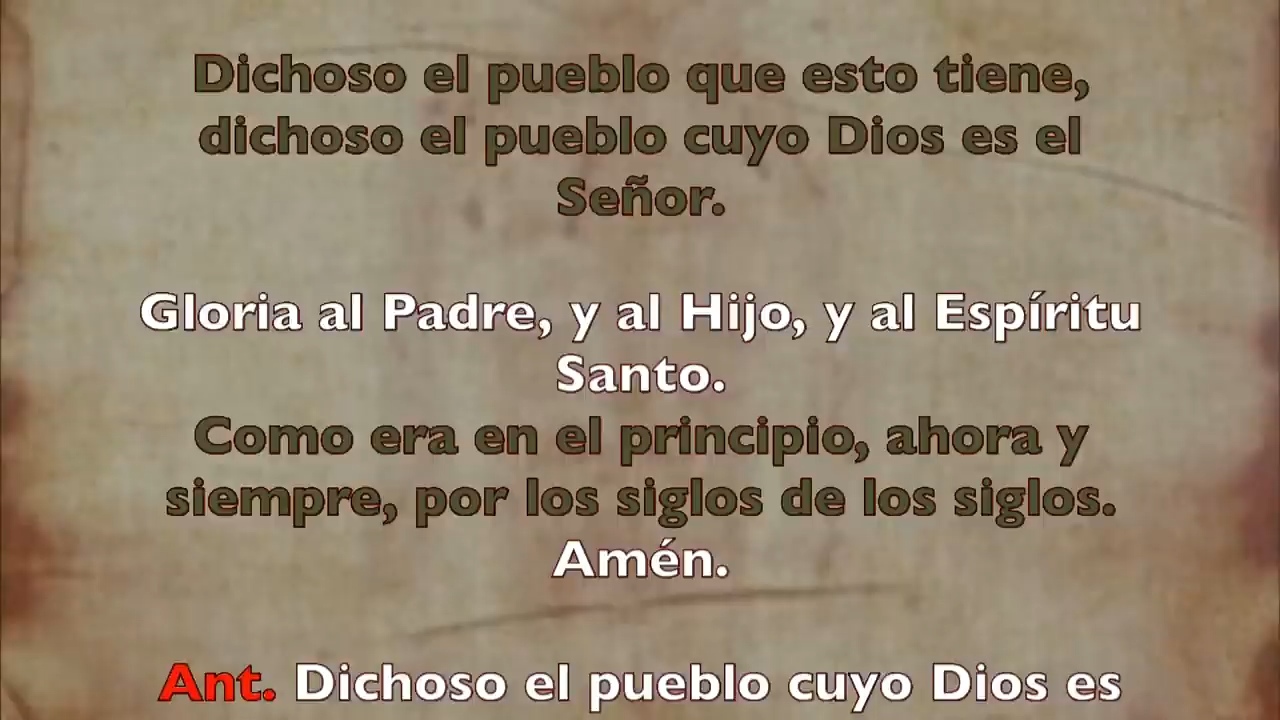 Dichoso el pueblo que esto tiene,
dichoso el pueblo cuyo Dios es el
Señor.
Gloria al Padre, y al Hijo, y al Espíritu
Santo.
Como era en el principio, ahora y
siempre, por los siglos de los siglos.
Amén.
Ant. Dichoso el pueblo cuyo Dios es